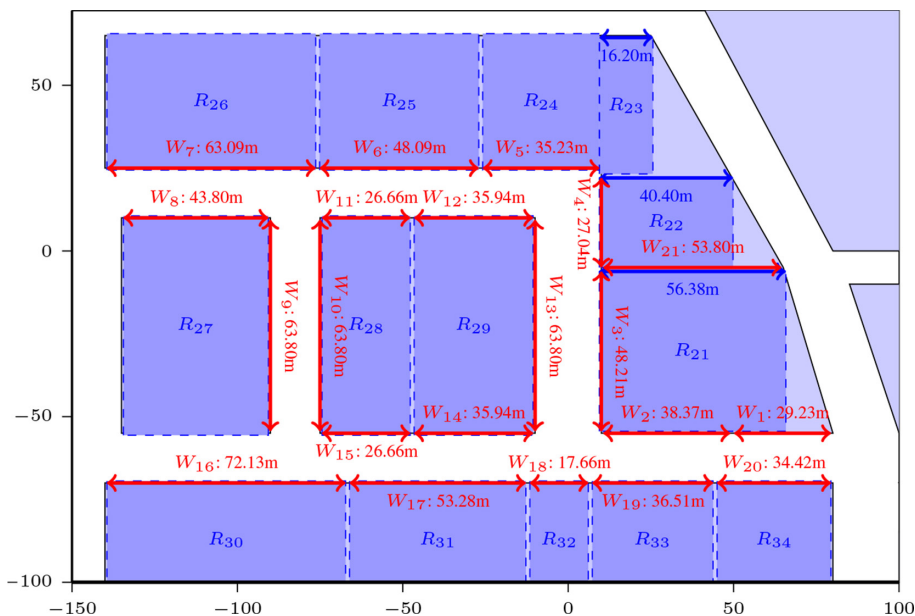 16.20m
50
R26
R25
R24
R23
W7: 63.09m
W6: 48.09m
W5: 35.23m
W8: 43.80m
W11: 26.66m
W12: 35.94m
W4: 27.04m
40.40m
R22
W21: 53.80m
0
56.38m
R27
W9: 63.80m
W10: 63.80m
R28
R29
W13: 63.80m
W3: 48.21m
R21
W14: 35.94m
W2: 38.37m
W1: 29.23m
−50
W15: 26.66m
W16: 72.13m
W18: 17.66m
W20: 34.42m
W17: 53.28m
W19: 36.51m
R30
R31
R32
R33
R34
−100
−150
−100
−50
0
50
100